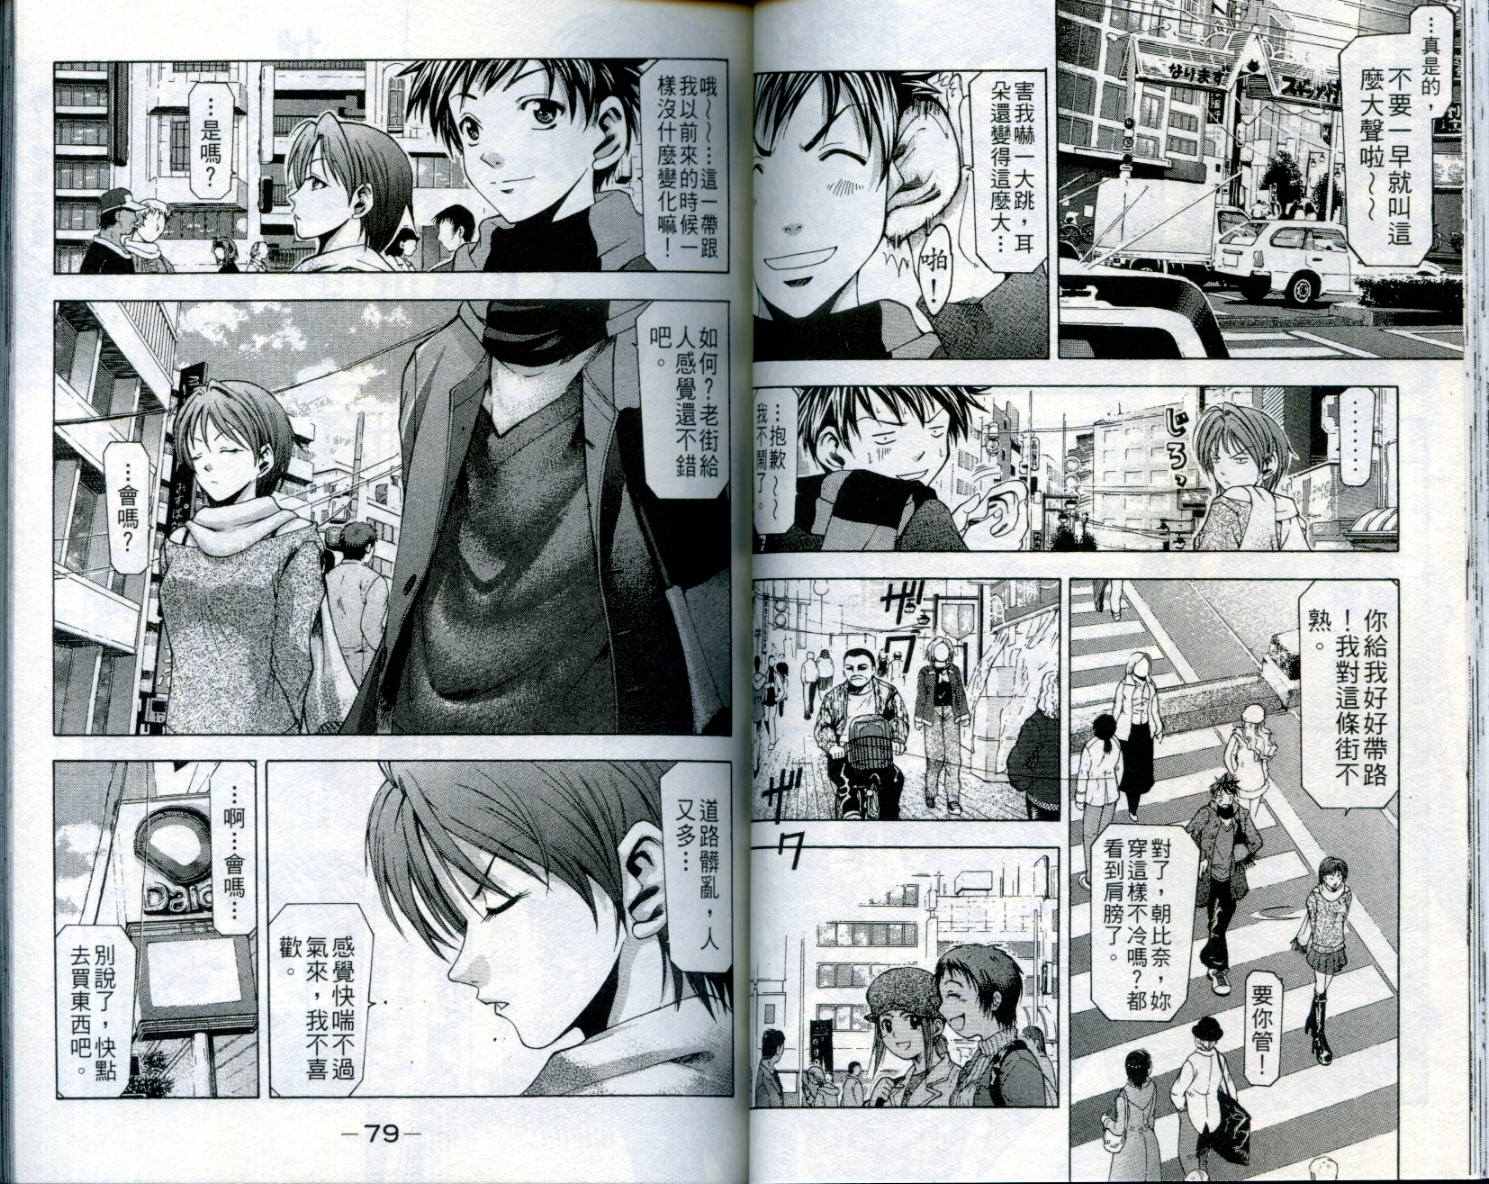 …真是的，
不要一早就叫這
麼大聲啦～～
なります
害我嚇一大跳，耳
朵還變得這麼大…
啪！
………
じろっ
…抱歉～～
我不鬧了。
你給我好好帶路
！我對這條街不
熟。
對了，朝比奈，妳
穿這樣不冷嗎？都
看到肩膀了。
要你管！
ザワ
ザワ
哦～～～…這一帶跟
我以前來的時候一
樣沒什麼變化嘛！
…是嗎？
如何？老街給
人感覺還不錯
吧。
…會嗎？
道路髒亂，人
又多…
感覺快喘不過
氣來，我不喜
歡。
…啊…會嗎…
Daic
別說了，快點
去買東西吧。
－79－